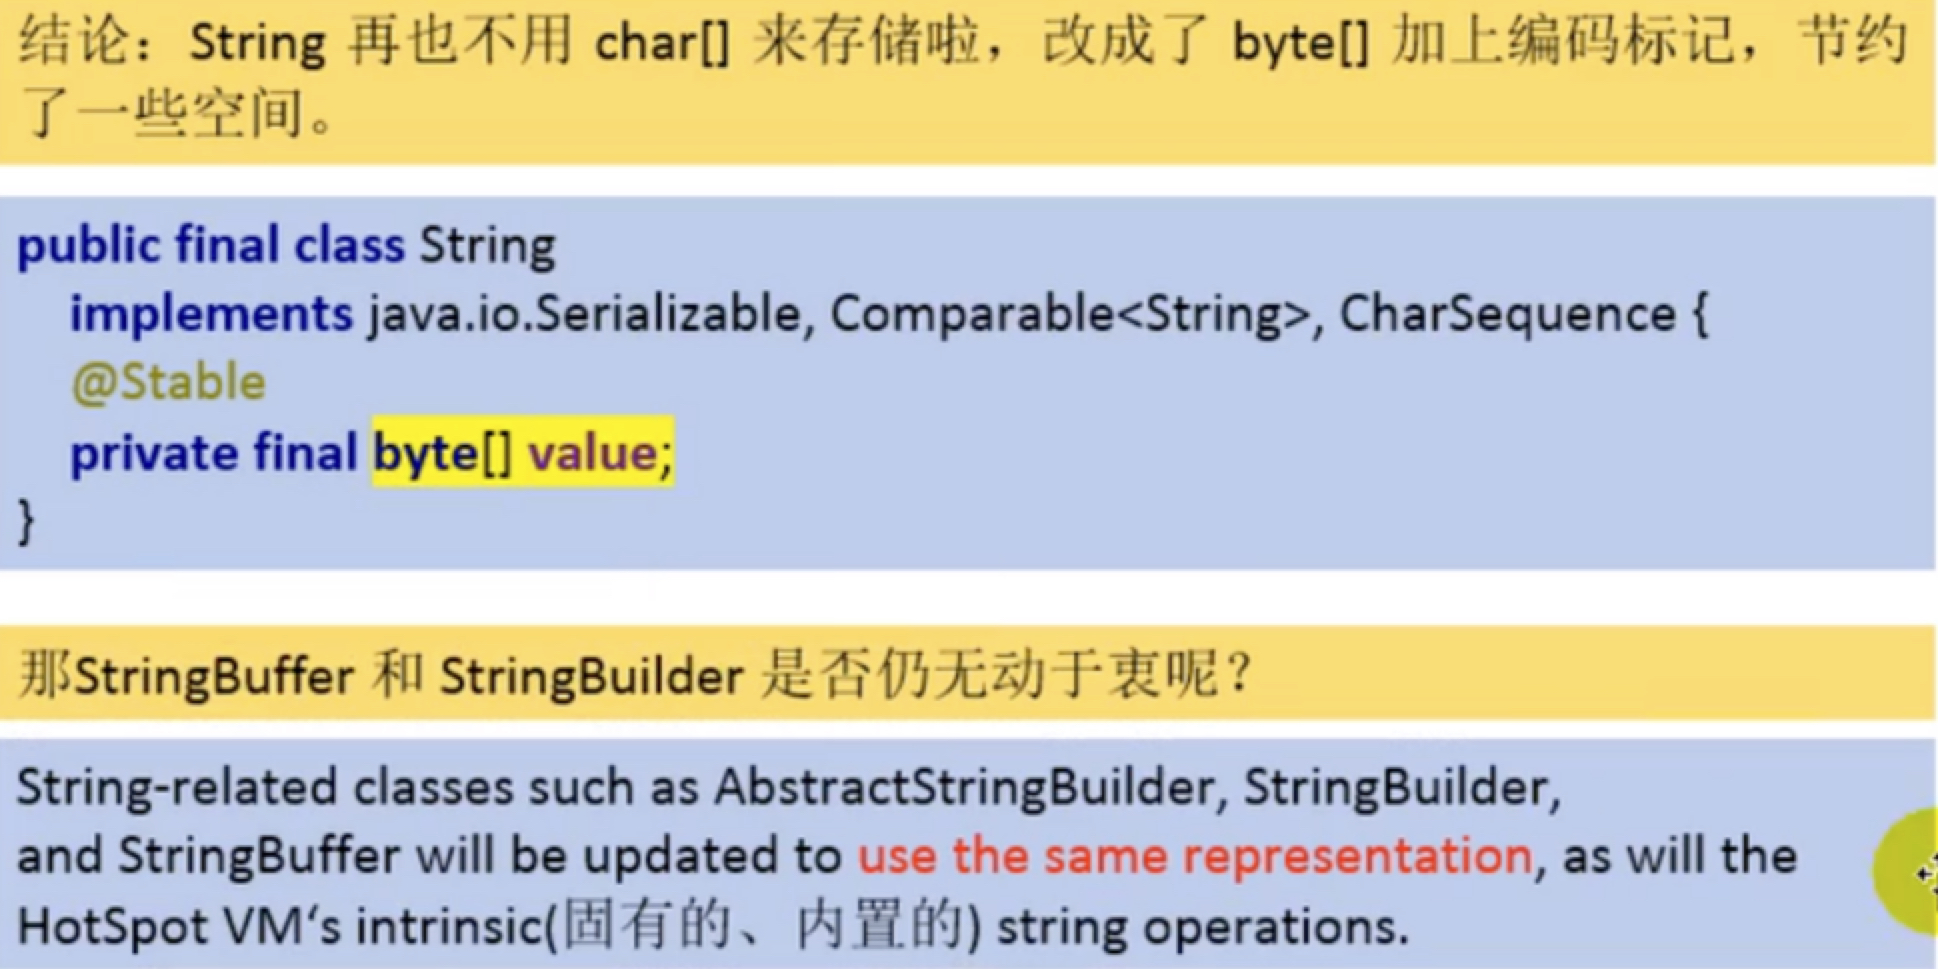 结论：String 再也不用 char[] 来存储啦，改成了 byte[] 加上编码标记，节约
了一些空间。
public final class String
implements java.io.Serializable, Comparable<String>, CharSequence {
@Stable
private final byte[] value;
}
那StringBuffer 和 StringBuilder 是否仍无动于衷呢？
String-related classes such as AbstractStringBuilder, StringBuilder,
and StringBuffer will be updated to use the same representation, as will the
HotSpot VM‘s intrinsic(固有的、内置的) string operations.